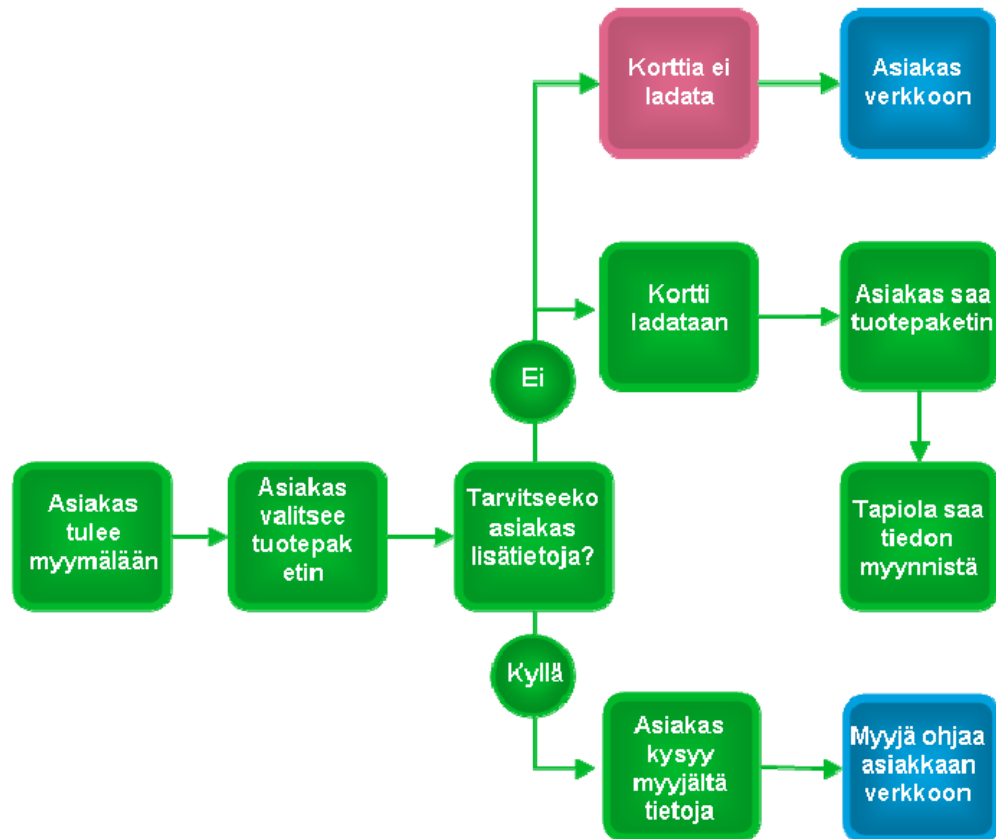 Korttia ei
ladata
Asiakas
verkkoon
Kortti
ladataan
Asiakas saa
tuotepaketin
Ei
Asiakas
tulee
myymälään
Asiakas
valitsee
tuotepak
etin
Tarvitseeko
asiakas
lisätietoja?
Tapiola saa
tiedon
myynnistä
Kyllä
Asiakas
kysyy
myyjältä
tietoja
Myyjä ohjaa
asiakkaan
verkkoon